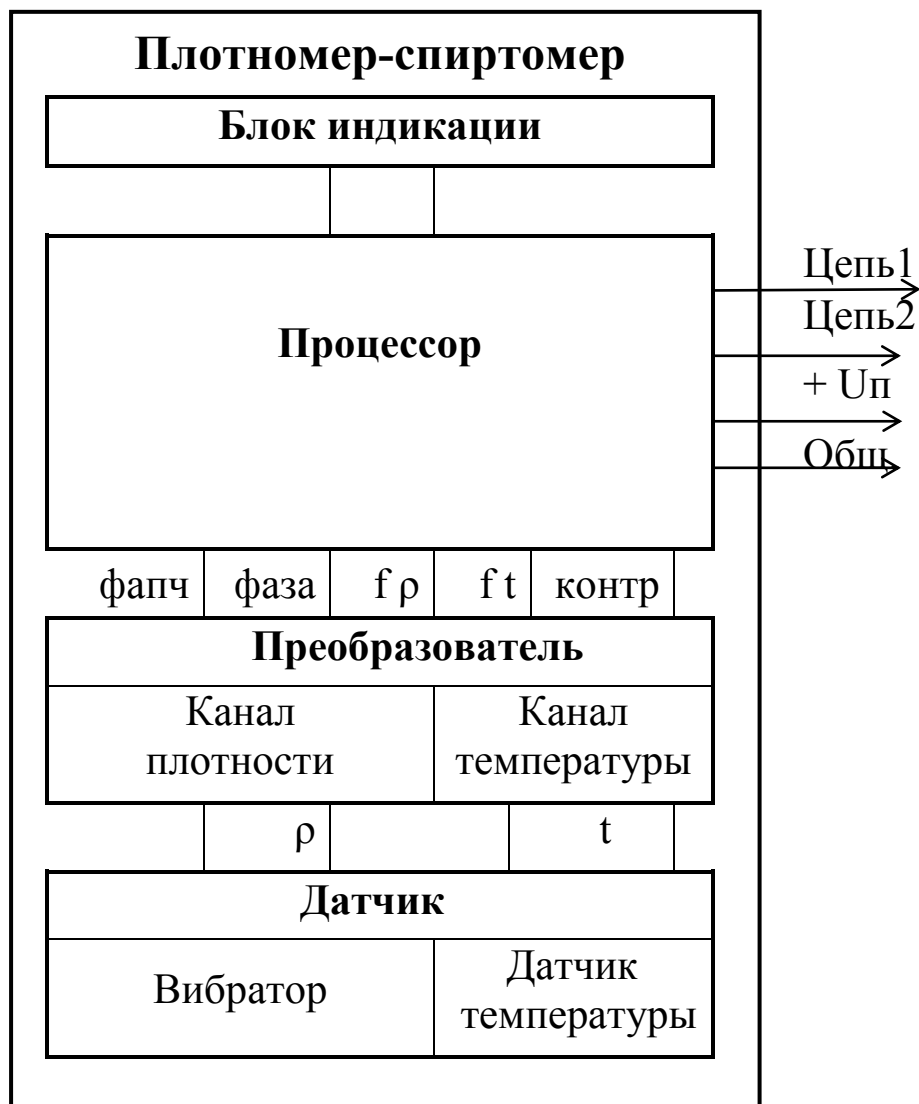 Плотномер-спиртомер
Блок индикации
Процессор
Цепь1
Цепь2
+ Uп
Общ
фапч фаза f ρ f t контр
Преобразователь
Канал плотности
Канал температуры
ρ t
Датчик
Вибратор
Датчик температуры